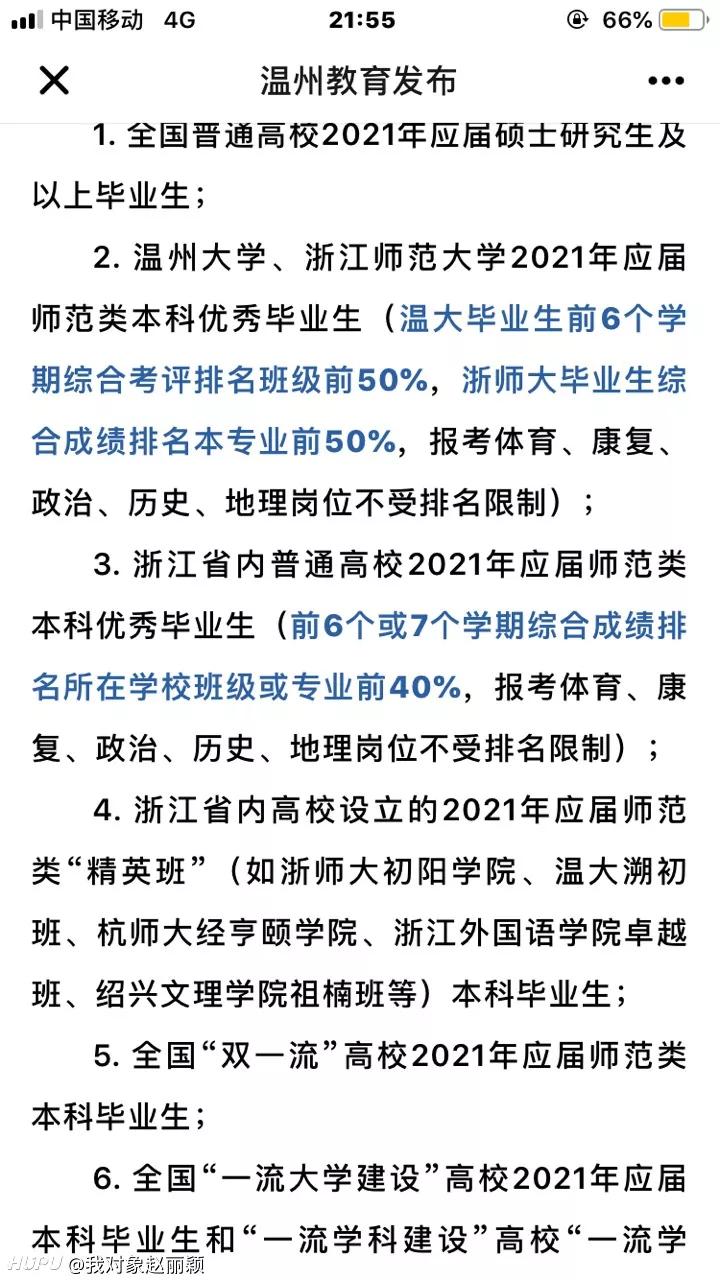 中国移动 4G 21:55 66%
温州教育发布
1. 全国普通高校2021年应届硕士研究生及
以上毕业生；
2. 温州大学、浙江师范大学2021年应届
师范类本科优秀毕业生（温大毕业生前6个学
期综合考评排名班级前50%，浙师大毕业生综
合成绩排名本专业前50%，报考体育、康复、
政治、历史、地理岗位不受排名限制）；
3. 浙江省内普通高校2021年应届师范类
本科优秀毕业生（前6个或7个学期综合成绩排
名所在学校班级或专业前40%，报考体育、康
复、政治、历史、地理岗位不受排名限制）；
4. 浙江省内高校设立的2021年应届师范
类“精英班”（如浙师大初阳学院、温大溯初
班、杭师大经亨颐学院、浙江外国语学院卓越
班、绍兴文理学院祖楠班等）本科毕业生；
5. 全国“双一流”高校2021年应届师范类
本科毕业生；
6. 全国“一流大学建设”高校2021年应届
本科毕业生和“一流学科建设”高校“一流学
HUPU @我对象赵丽颖